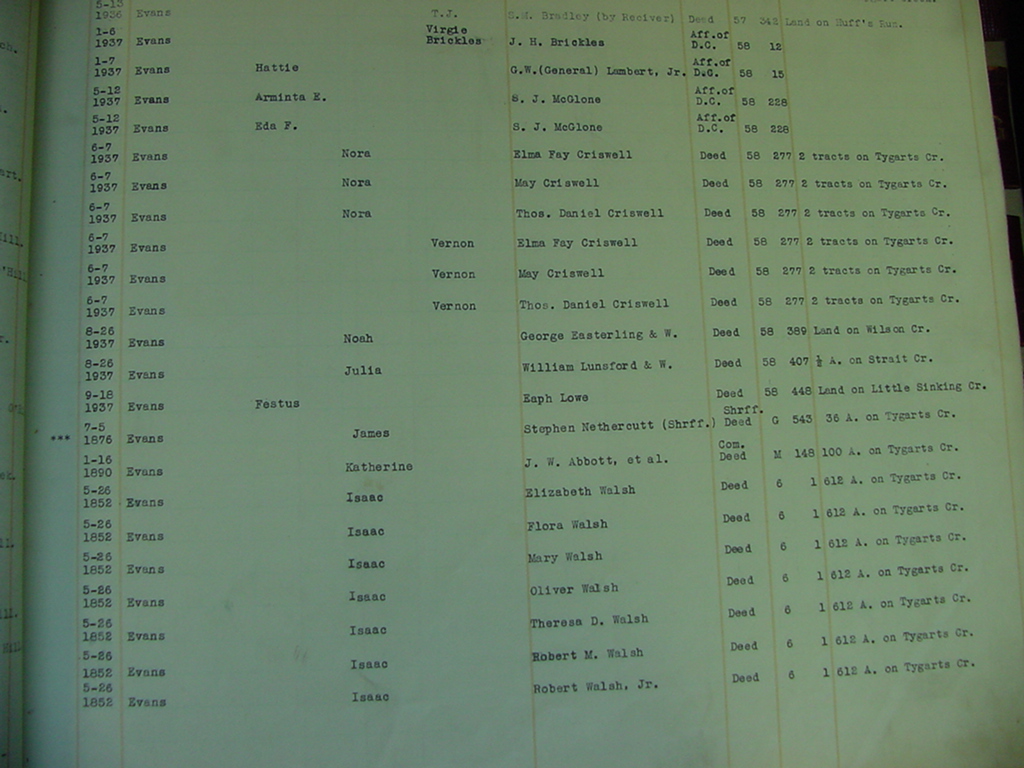 5-13
1936 Evans T.J. S.M. Bradley (by Reciver) Deed 57 342 Land on Huff's Run.
1-6 Virgie Aff.of
1937 Evans Brickles J. H. Brickles D.C. 58 12
1-7 Aff.of
1937 Evans Hattie G.W.(General) Lambert, Jr. D.C. 58 15
5-12 Aff.of
1937 Evans Arminta E. S. J. McGlone D.C. 58 228
5-12 Aff.of
1937 Evans Eda F. S. J. McGlone D.C. 58 228
6-7
1937 Evans Nora Elma Fay Criswell Deed 58 277 2 tracts on Tygarts Cr.
6-7
1937 Evans Nora May Criswell Deed 58 277 2 tracts on Tygarts Cr.
6-7
1937 Evans Nora Thos. Daniel Criswell Deed 58 277 2 tracts on Tygarts Cr.
6-7
1937 Evans Vernon Elma Fay Criswell Deed 58 277 2 tracts on Tygarts Cr.
6-7
1937 Evans Vernon May Criswell Deed 58 277 2 tracts on Tygarts Cr.
6-7
1937 Evans Vernon Thos. Daniel Criswell Deed 58 277 2 tracts on Tygarts Cr.
8-26
1937 Evans Noah George Easterling & W. Deed 58 389 Land on Wilson Cr.
8-26
1937 Evans Julia William Lunsford & W. Deed 58 407 ½ A. on Strait Cr.
9-18
1937 Evans Festus Eaph Lowe Deed 58 448 Land on Little Sinking Cr.
7-5 Shrff.
*** 1876 Evans James Stephen Nethercutt (Shrff.) Deed G 543 36 A. on Tygarts Cr.
1-16 Com.
1890 Evans Katherine J. W. Abbott, et al. Deed M 148 100 A. on Tygarts Cr.
5-26
1852 Evans Isaac Elizabeth Walsh Deed 6 1 612 A. on Tygarts Cr.
5-26
1852 Evans Isaac Flora Walsh Deed 6 1 612 A. on Tygarts Cr.
5-26
1852 Evans Isaac Mary Walsh Deed 6 1 612 A. on Tygarts Cr.
5-26
1852 Evans Isaac Oliver Walsh Deed 6 1 612 A. on Tygarts Cr.
5-26
1852 Evans Isaac Theresa D. Walsh Deed 6 1 612 A. on Tygarts Cr.
5-26
1852 Evans Isaac Robert M. Walsh Deed 6 1 612 A. on Tygarts Cr.
5-26
1852 Evans Isaac Robert Walsh, Jr. Deed 6 1 612 A. on Tygarts Cr.